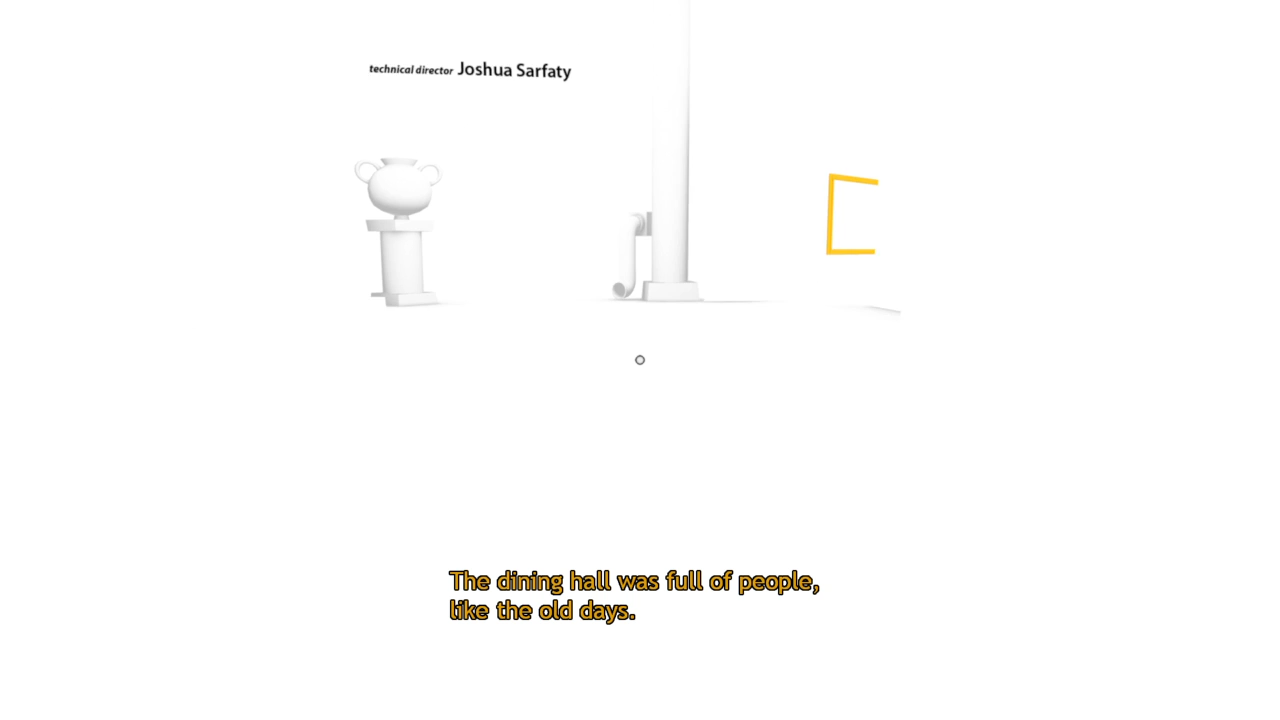 technical director Joshua Sarfaty
The dining hall was full of people,
like the old days.